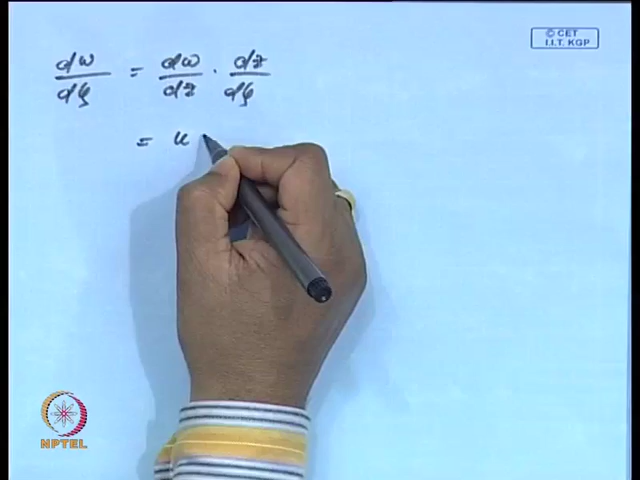 © CET
I.I.T. KGP
dw/dζ = dw/dz · dz/dζ
= u
NPTEL